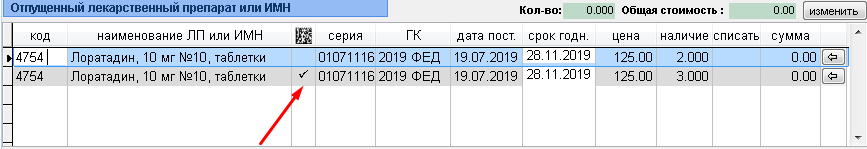 Отпущенный лекарственный препарат или ИМН Кол-во: 0.000 Общая стоимость : 0.00 изменить
код наименование ЛП или ИМН серия ГК дата пост. срок годн. цена наличие списать сумма
4754 Лоратадин, 10 мг №10, таблетки 01071116 2019 ФЕД 19.07.2019 28.11.2019 125.00 2.000 0.00
4754 Лоратадин, 10 мг №10, таблетки ✓ 01071116 2019 ФЕД 19.07.2019 28.11.2019 125.00 3.000 0.00